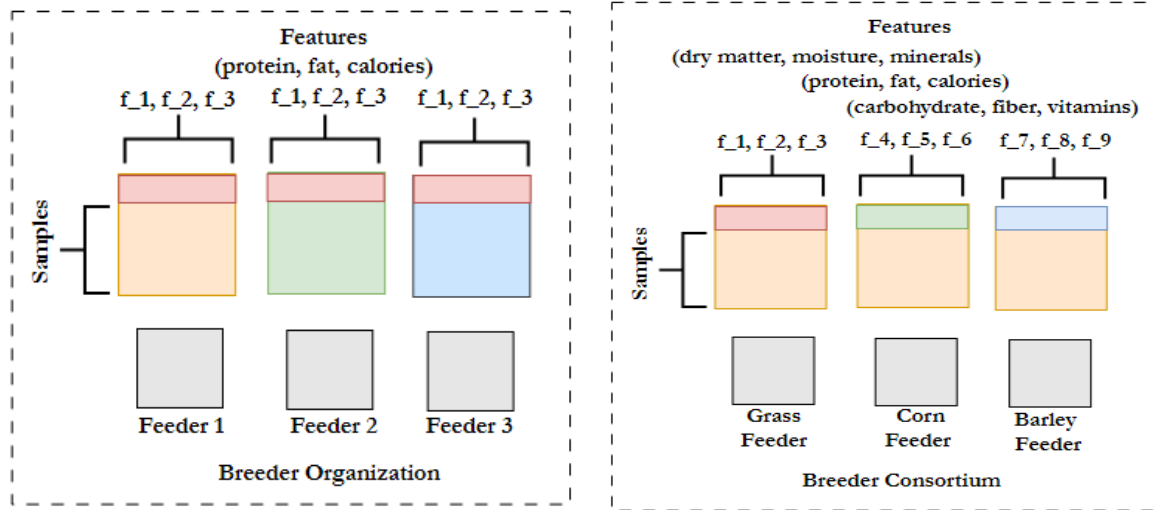 Features
(protein, fat, calories)
f_1, f_2, f_3
f_1, f_2, f_3
f_1, f_2, f_3
Samples
Feeder 1
Feeder 2
Feeder 3
Breeder Organization
Features
(dry matter, moisture, minerals)
(protein, fat, calories)
(carbohydrate, fiber, vitamins)
f_1, f_2, f_3
f_4, f_5, f_6
f_7, f_8, f_9
Samples
Grass
Feeder
Corn
Feeder
Barley
Feeder
Breeder Consortium